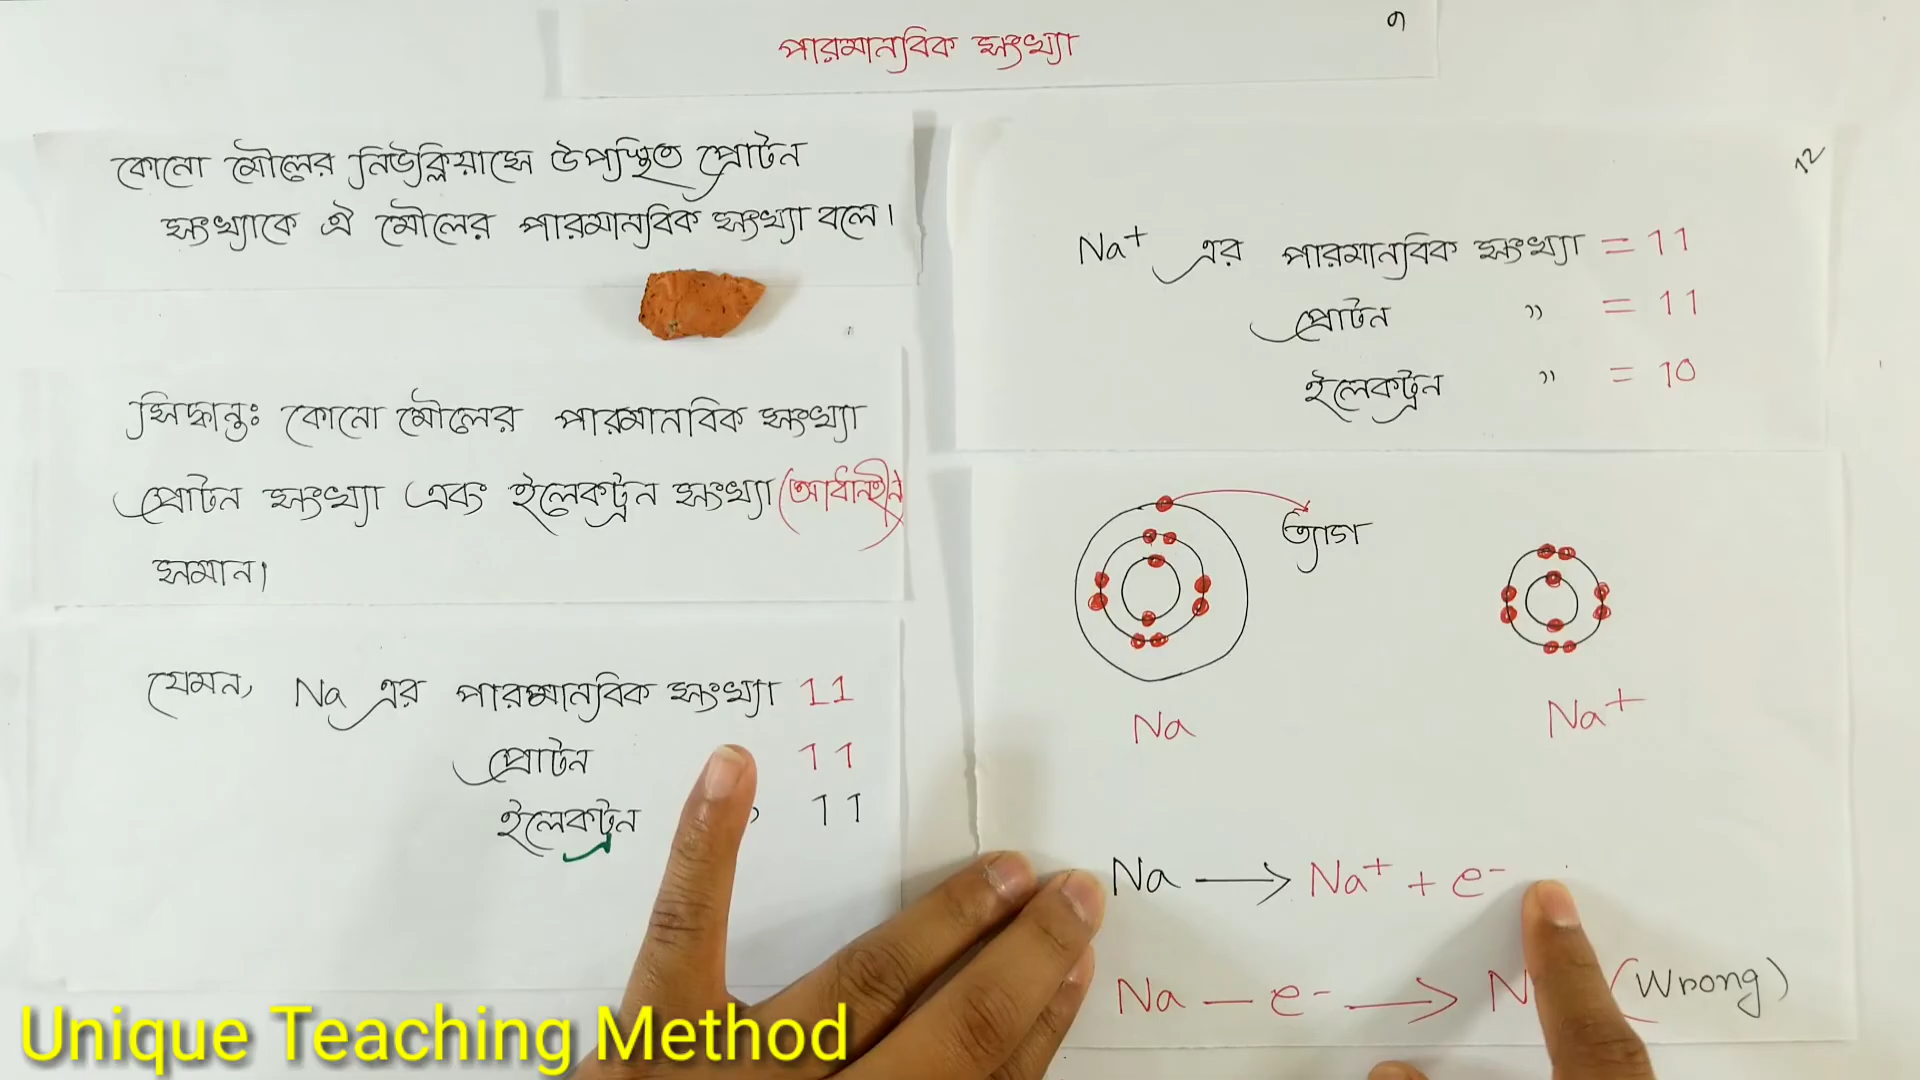 পারমানবিক সংখ্যা
৭
কোনো মৌলের নিউক্লিয়াসে উপস্থিত প্রোটন
সংখ্যাকে ঐ মৌলের পারমানবিক সংখ্যা বলে।
সিদ্ধান্তঃ কোনো মৌলের পারমানবিক সংখ্যা
প্রোটন সংখ্যা এবং ইলেকট্রন সংখ্যা (আধানহীন)
সমান।
যেমন, Na এর পারমানবিক সংখ্যা 11
প্রোটন 11
ইলেকট্রন 11
১২
Na+ এর পারমানবিক সংখ্যা = 11
প্রোটন " = 11
ইলেকট্রন " = 10
ত্যাগ
Na
Na+
Na → Na+ + e-
Na - e- → (Wrong)
Unique Teaching Method